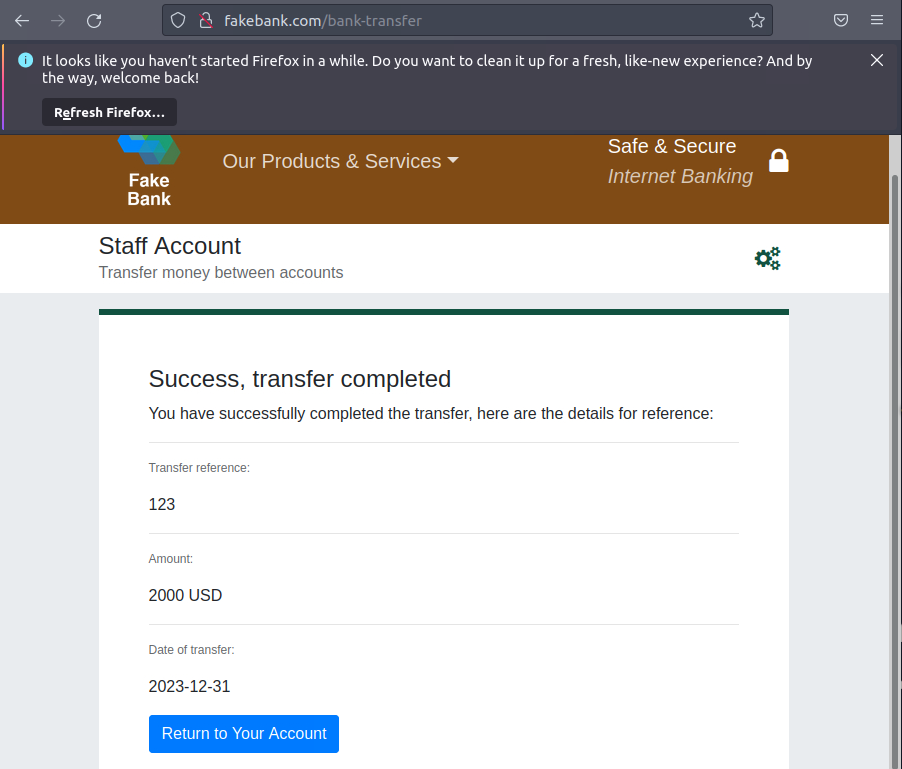 fakebank.com/bank-transfer
It looks like you haven't started Firefox in a while. Do you want to clean it up for a fresh, like-new experience? And by
the way, welcome back!
Refresh Firefox...
Fake
Bank
Our Products & Services
Safe & Secure
Internet Banking
Staff Account
Transfer money between accounts
Success, transfer completed
You have successfully completed the transfer, here are the details for reference:
Transfer reference:
123
Amount:
2000 USD
Date of transfer:
2023-12-31
Return to Your Account